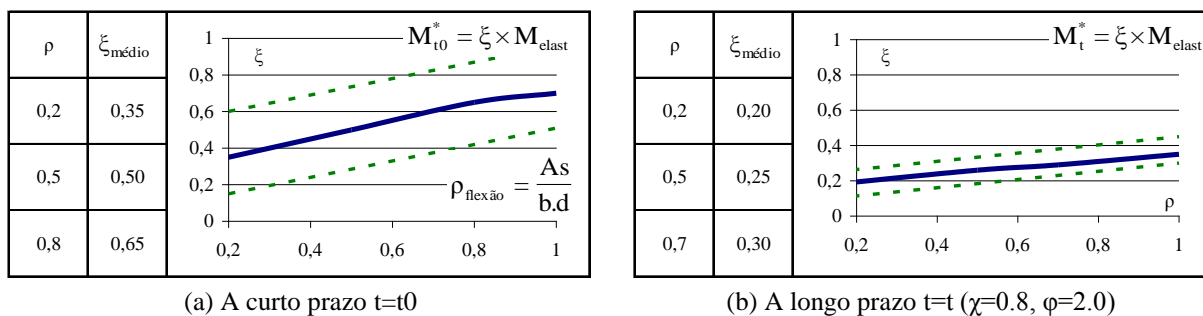 ρ ξmédio
0,2 0,35
0,5 0,50
0,8 0,65
ξ
M*t0 = ξ × Melast
1
0,8
0,6
0,4
0,2
0
0,2 0,4 0,6 0,8 1
ρflexão = As / b.d
(a) A curto prazo t=t0
ρ ξmédio
0,2 0,20
0,5 0,25
0,7 0,30
ξ
M*t = ξ × Melast
1
0,8
0,6
0,4
0,2
0
ρ
0,2 0,4 0,6 0,8 1
(b) A longo prazo t=t (χ=0.8, φ=2.0)